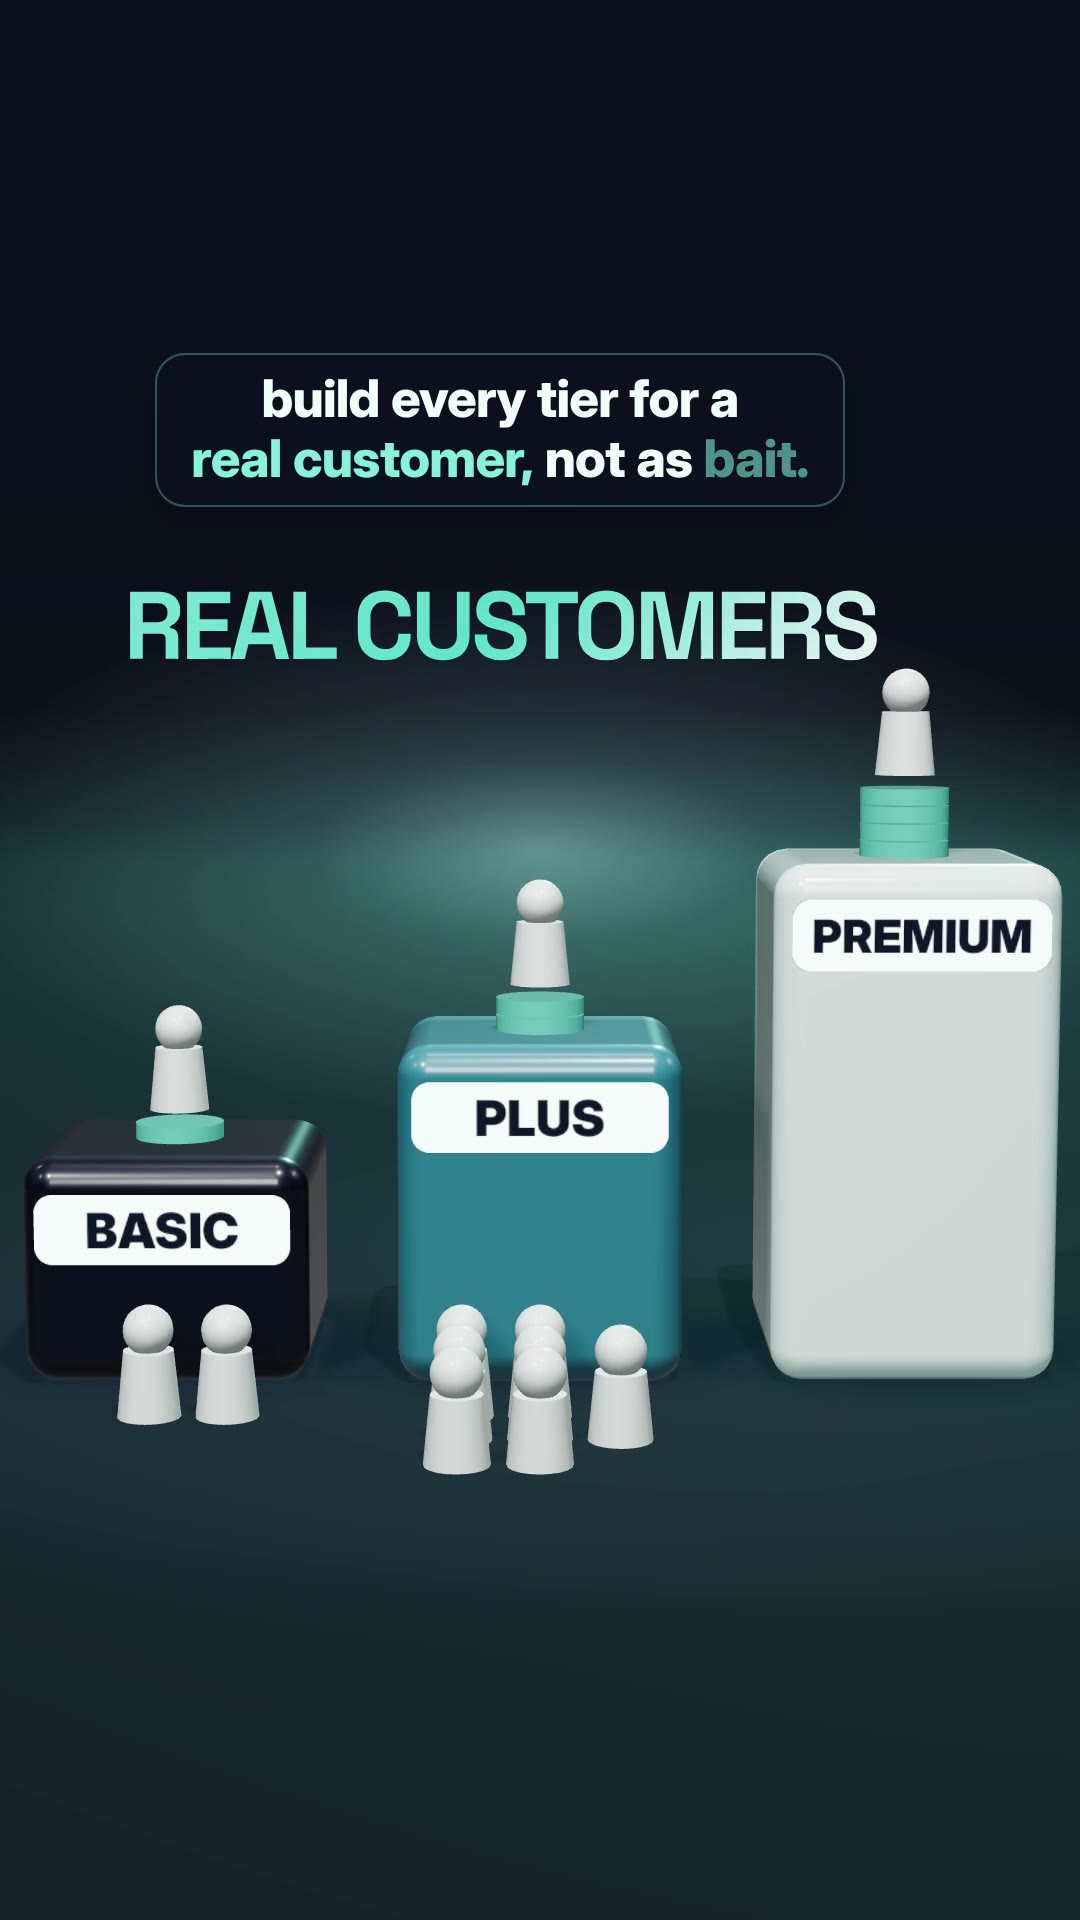 build every tier for a
real customer, not as bait.
REAL CUSTOMERS
PREMIUM
PLUS
BASIC